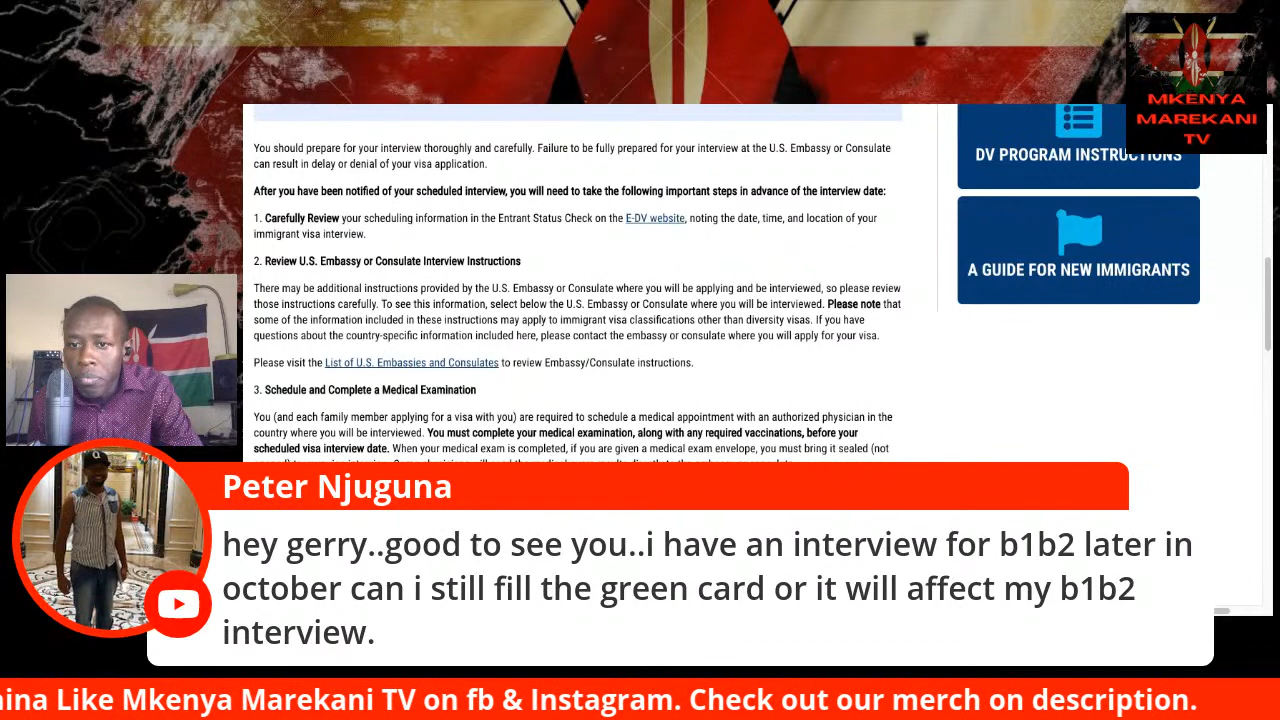 MKENYA
MAREKANI
TV
DV PROGRAM INSTRUCTIONS
A GUIDE FOR NEW IMMIGRANTS
You should prepare for your interview thoroughly and carefully. Failure to be fully prepared for your interview at the U.S. Embassy or Consulate
can result in delay or denial of your visa application.
After you have been notified of your scheduled interview, you will need to take the following important steps in advance of the interview date:
1. Carefully Review your scheduling information in the Entrant Status Check on the E-DV website, noting the date, time, and location of your
immigrant visa interview.
2. Review U.S. Embassy or Consulate Interview Instructions
There may be additional instructions provided by the U.S. Embassy or Consulate where you will be applying and be interviewed, so please review
those instructions carefully. To see this information, select below the U.S. Embassy or Consulate where you will be interviewed. Please note that
some of the information included in these instructions may apply to immigrant visa classifications other than diversity visas. If you have
questions about the country-specific information included here, please contact the embassy or consulate where you will apply for your visa.
Please visit the List of U.S. Embassies and Consulates to review Embassy/Consulate instructions.
3. Schedule and Complete a Medical Examination
You (and each family member applying for a visa with you) are required to schedule a medical appointment with an authorized physician in the
country where you will be interviewed. You must complete your medical examination, along with any required vaccinations, before your
scheduled visa interview date. When your medical exam is completed, if you are given a medical exam envelope, you must bring it sealed (not
Peter Njuguna
hey gerry..good to see you..i have an interview for b1b2 later in
october can i still fill the green card or it will affect my b1b2
interview.
Like Mkenya Marekani TV on fb & Instagram. Check out our merch on description.